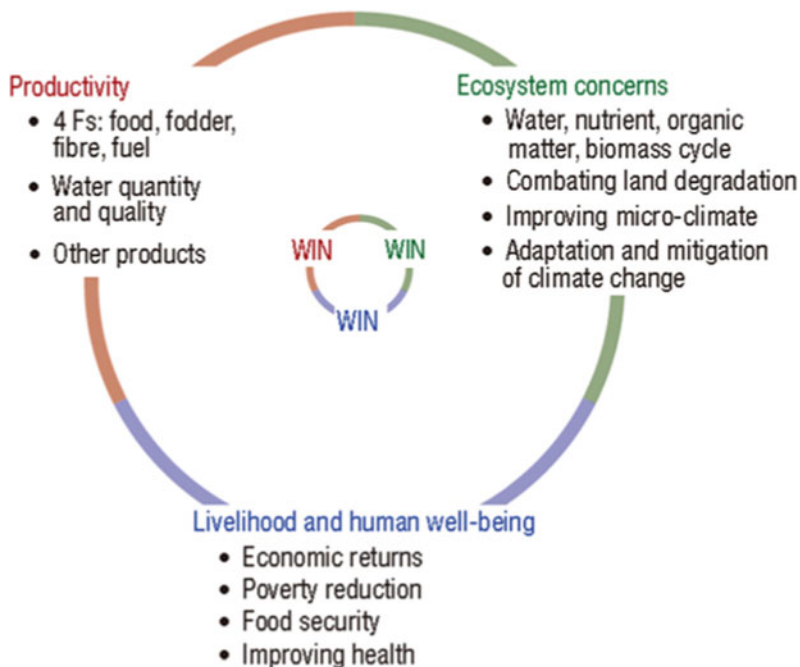 Productivity
• 4 Fs: food, fodder,
fibre, fuel
• Water quantity
and quality
• Other products
Ecosystem concerns
• Water, nutrient, organic
matter, biomass cycle
• Combating land degradation
• Improving micro-climate
• Adaptation and mitigation
of climate change
WIN
WIN
WIN
Livelihood and human well-being
• Economic returns
• Poverty reduction
• Food security
• Improving health